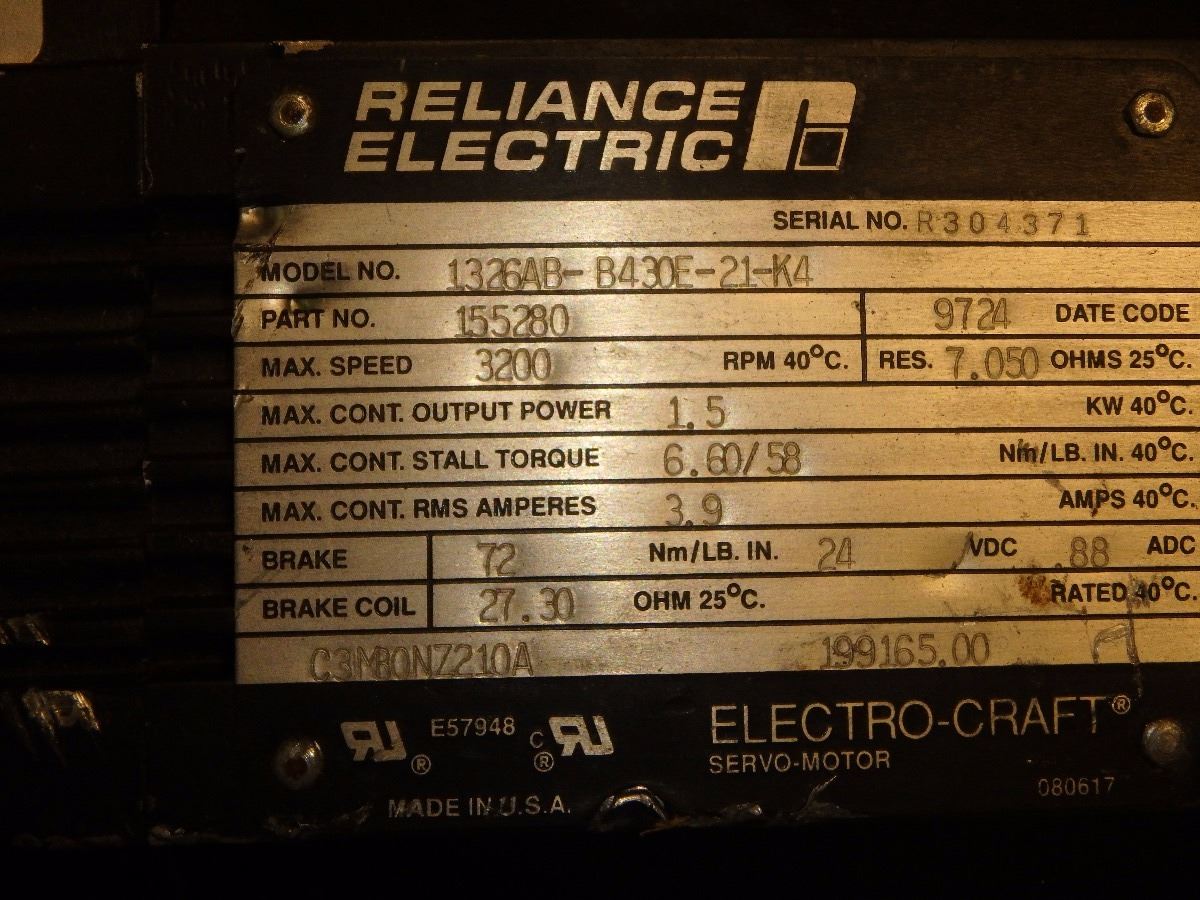 RELIANCE
ELECTRIC
SERIAL NO. R304371
MODEL NO. 1326AB-B430E-21-K4
PART NO. 155280 9724 DATE CODE
MAX. SPEED 3200 RPM 40°C. RES. 7.050 OHMS 25°C.
MAX. CONT. OUTPUT POWER 1.5 KW 40°C.
MAX. CONT. STALL TORQUE 6.60/58 Nm/LB. IN. 40°C.
MAX. CONT. RMS AMPERES 3.9 AMPS 40°C.
BRAKE 72 Nm/LB. IN. 24 VDC .88 ADC
BRAKE COIL 27.30 OHM 25°C. RATED 40°C.
199165.00
E57948 ELECTRO-CRAFT®
SERVO-MOTOR
MADE IN U.S.A. 080617